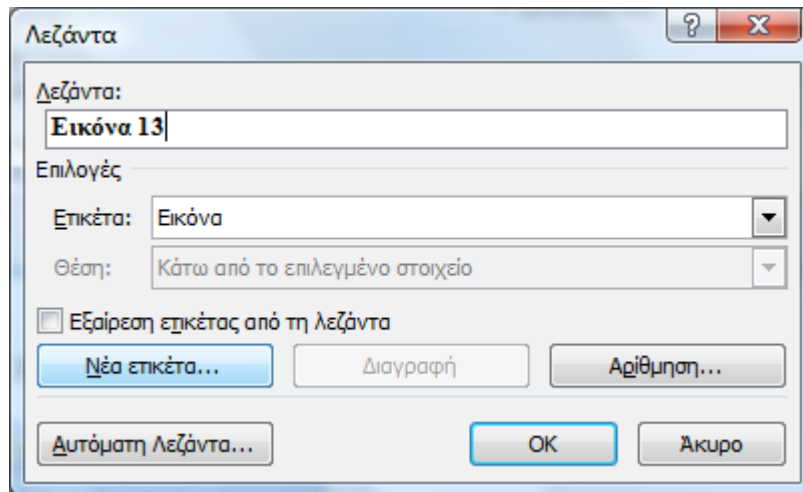 Λεζάντα
Λεζάντα:
Εικόνα 13
Επιλογές
Ετικέτα: Εικόνα
Θέση: Κάτω από το επιλεγμένο στοιχείο
Εξαίρεση ετικέτας από τη λεζάντα
Νέα ετικέτα... Διαγραφή Αρίθμηση...
Αυτόματη Λεζάντα... OK Άκυρο